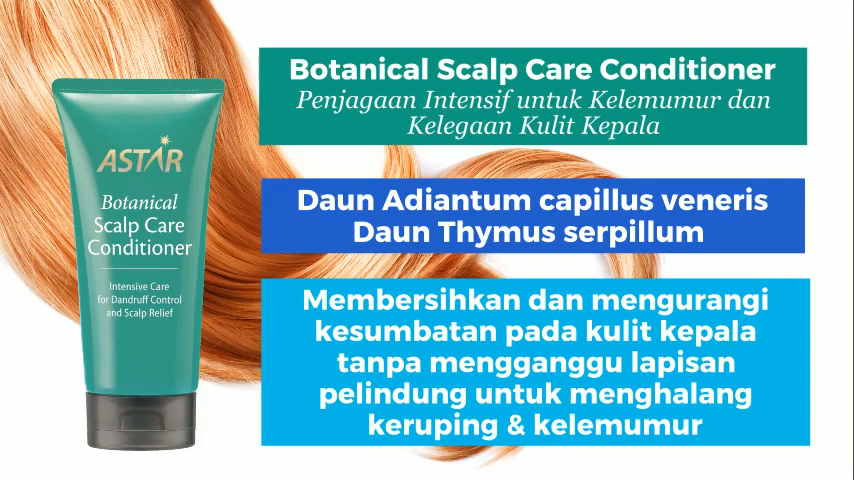 ASTAR
Botanical
Scalp Care
Conditioner
Intensive Care
for Dandruff Control
and Scalp Relief
Botanical Scalp Care Conditioner
Penjagaan Intensif untuk Kelemumur dan
Kelegaan Kulit Kepala
Daun Adiantum capillus veneris
Daun Thymus serpillum
Membersihkan dan mengurangi
kesumbatan pada kulit kepala
tanpa mengganggu lapisan
pelindung untuk menghalang
keruping & kelemumur